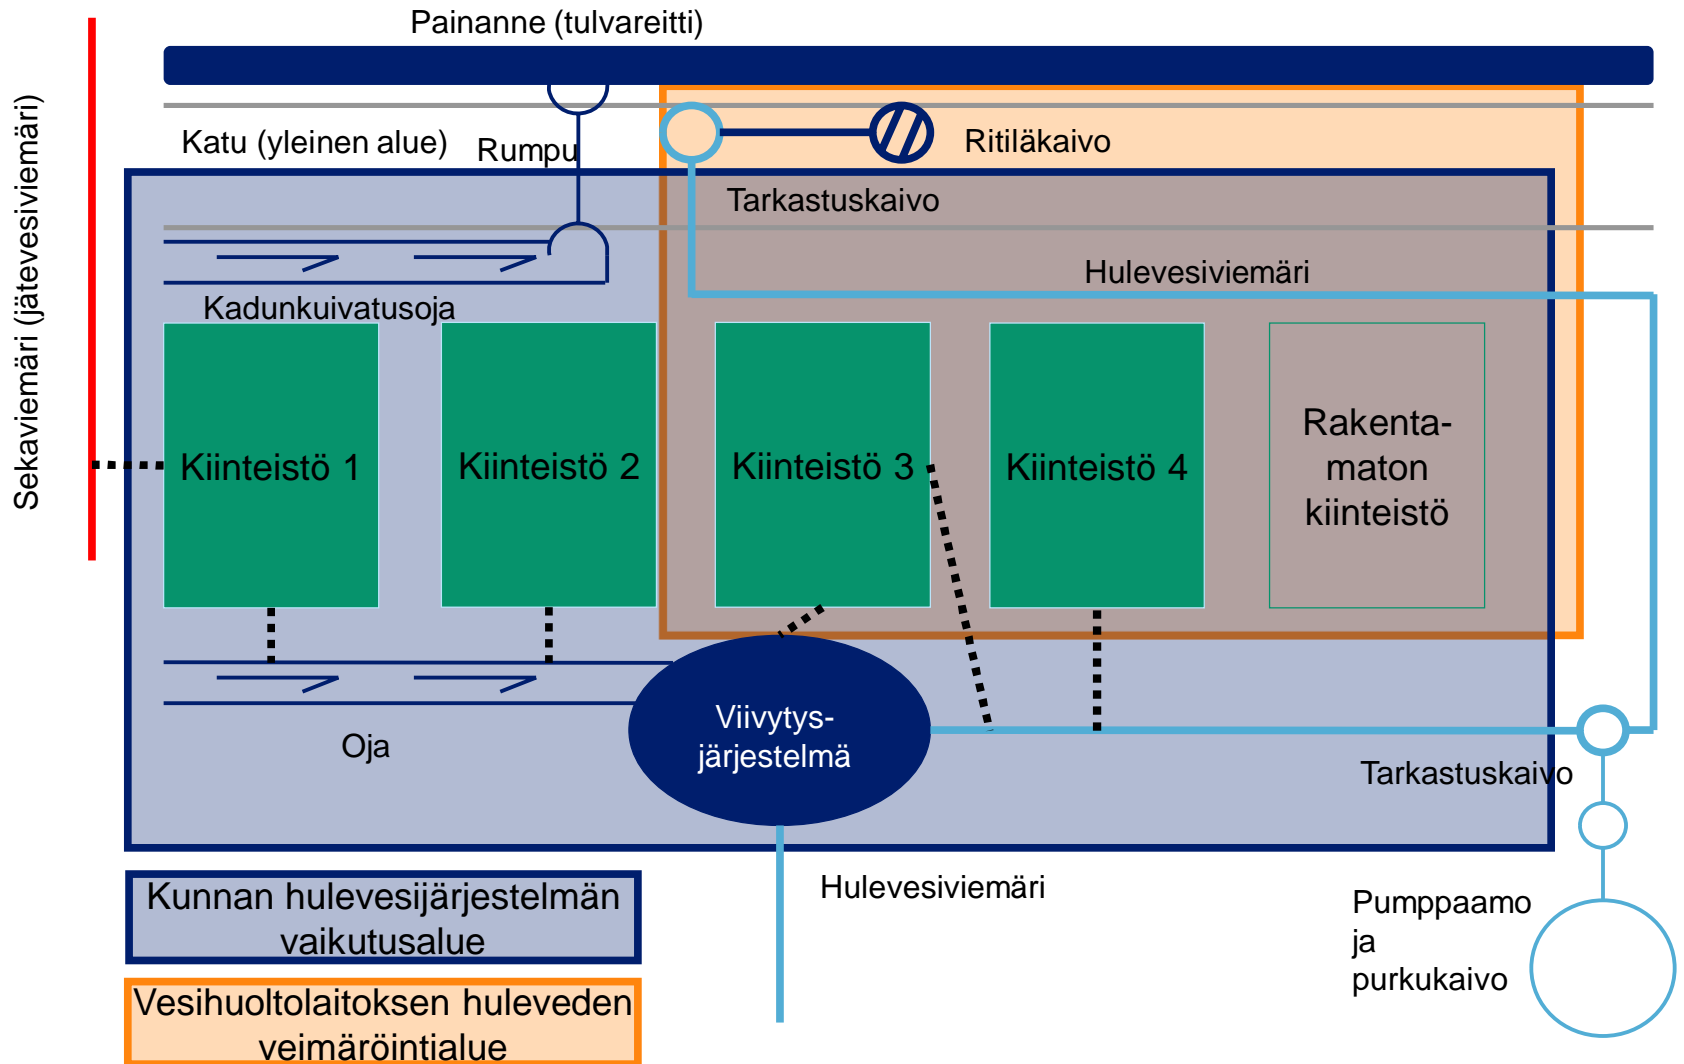 Painanne (tulvareitti)
Sekaviemäri (jätevesiviemäri)
Katu (yleinen alue)
Rumpu
Ritiläkaivo
Tarkastuskaivo
Hulevesiviemäri
Kadunkuivatusoja
Kiinteistö 1
Kiinteistö 2
Kiinteistö 3
Kiinteistö 4
Rakenta-
maton
kiinteistö
Oja
Viivytys-
järjestelmä
Tarkastuskaivo
Hulevesiviemäri
Pumppaamo
ja
purkukaivo
Kunnan hulevesijärjestelmän
vaikutusalue
Vesihuoltolaitoksen huleveden
veimäröintialue